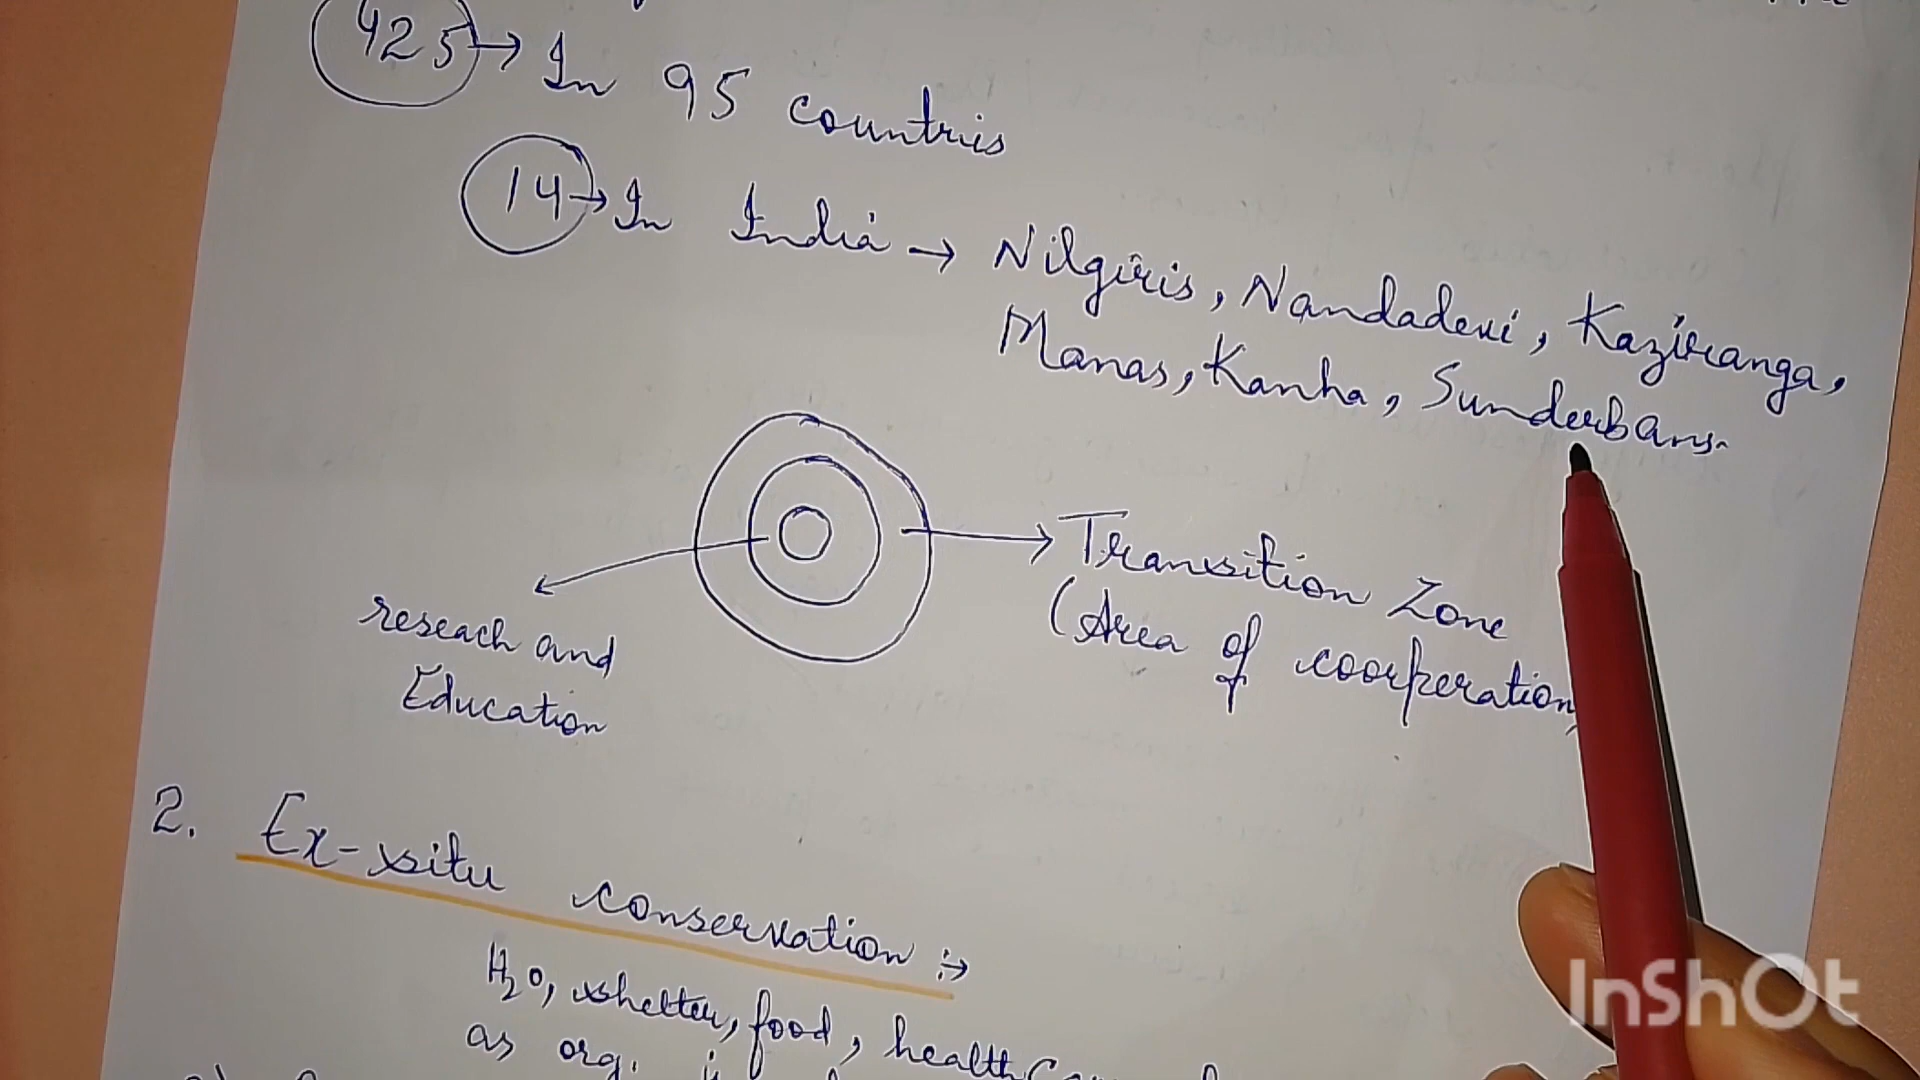 425 → In 95 countris
14 → In India → Nilgiris, Nandadevi, Kaziranga,
Manas, Kanha, Sunderbans.
Transition Zone
(Area of coorperation)
reseach and
Education
2. Ex-situ conservation :→
H₂O, shelter, food, health
as org.
InShOt